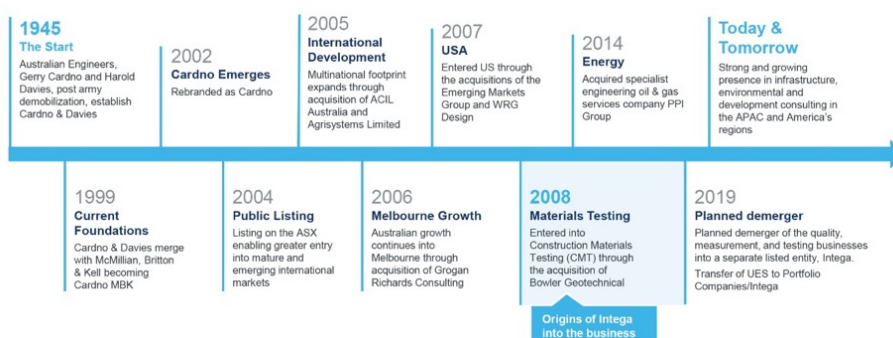 1945
The Start
Australian Engineers,
Gerry Cardno and Harold
Davies, post army
demobilization, establish
Cardno & Davies
2002
Cardno Emerges
Rebranded as Cardno
2005
International
Development
Multinational footprint
expands through
acquisition of ACIL
Australia and
Agrisystems Limited
2007
USA
Entered US through
the acquisitions of the
Emerging Markets
Group and WRG
Design
2014
Energy
Acquired specialist
engineering oil & gas
services company PPI
Group
Today &
Tomorrow
Strong and growing
presence in infrastructure,
environmental and
development consulting in
the APAC and America's
regions
1999
Current
Foundations
Cardno & Davies merge
with McMillian, Britton
& Kell becoming
Cardno MBK
2004
Public Listing
Listing on the ASX
enabling greater entry
into mature and
emerging international
markets
2006
Melbourne Growth
Australian growth
continues into
Melbourne through
acquisition of Grogan
Richards Consulting
2008
Materials Testing
Entered into
Construction Materials
Testing (CMT) through
the acquisition of
Bowler Geotechnical
Origins of Intega
into the business
2019
Planned demerger
Planned demerger of the quality,
measurement, and testing businesses
into a separate listed entity, Intega.
Transfer of UES to Portfolio
Companies/Intega